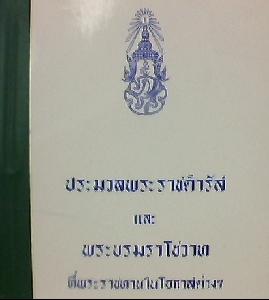 ประมวลพระราชดำรัส
และ
พระบรมราโชวาท
ที่พระราชทานในโอกาสต่างๆ